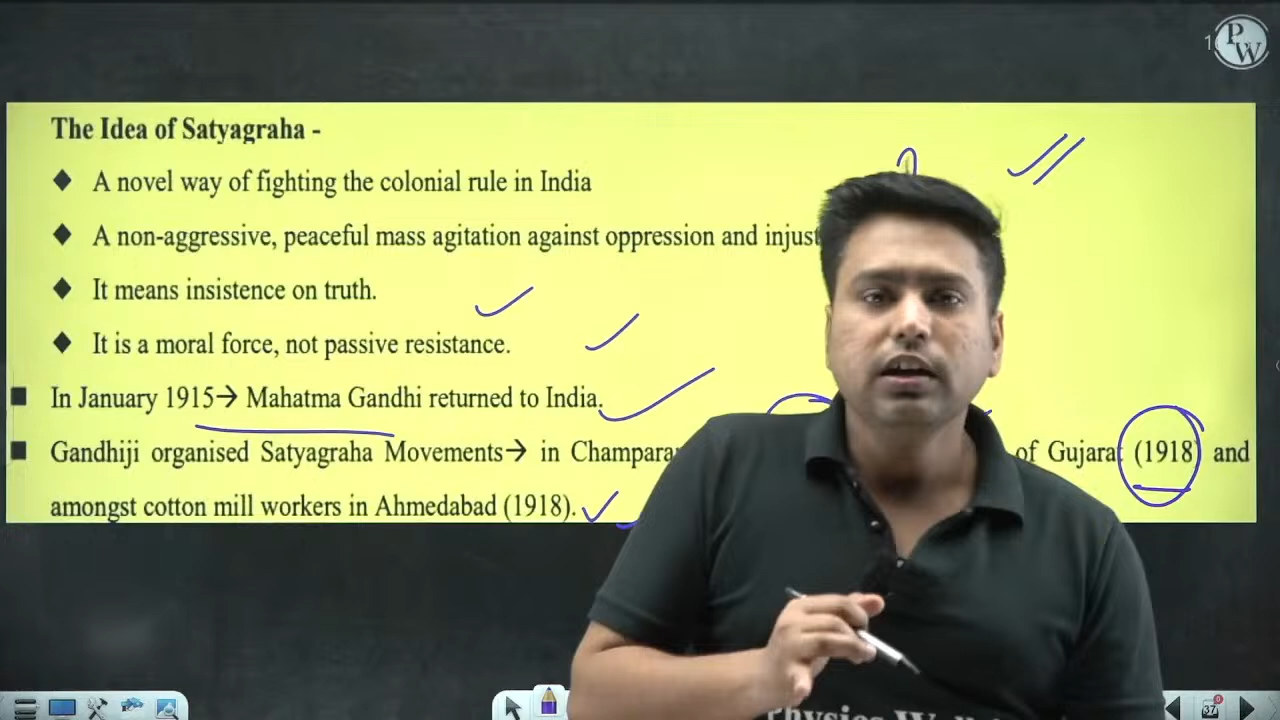 PW
The Idea of Satyagraha -
◆ A novel way of fighting the colonial rule in India
◆ A non-aggressive, peaceful mass agitation against oppression and
◆ It means insistence on truth.
◆ It is a moral force, not passive resistance.
■ In January 1915→ Mahatma Gandhi returned to India.
■ Gandhiji organised Satyagraha Movements→ in of Gujarat (1918) and
amongst cotton mill workers in Ahmedabad (1918).
Physics
37